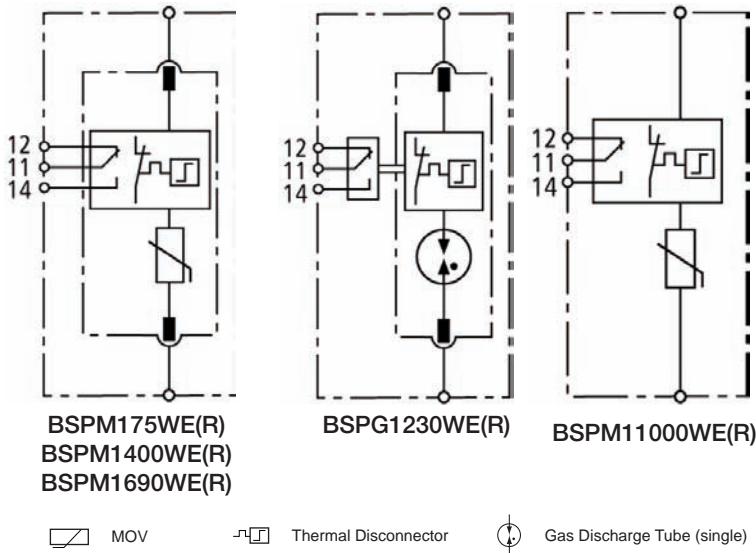 12
11
14
12
11
14
12
11
14
BSPM175WE(R)
BSPM1400WE(R)
BSPM1690WE(R)
BSPG1230WE(R)
BSPM11000WE(R)
MOV
Thermal Disconnector
Gas Discharge Tube (single)